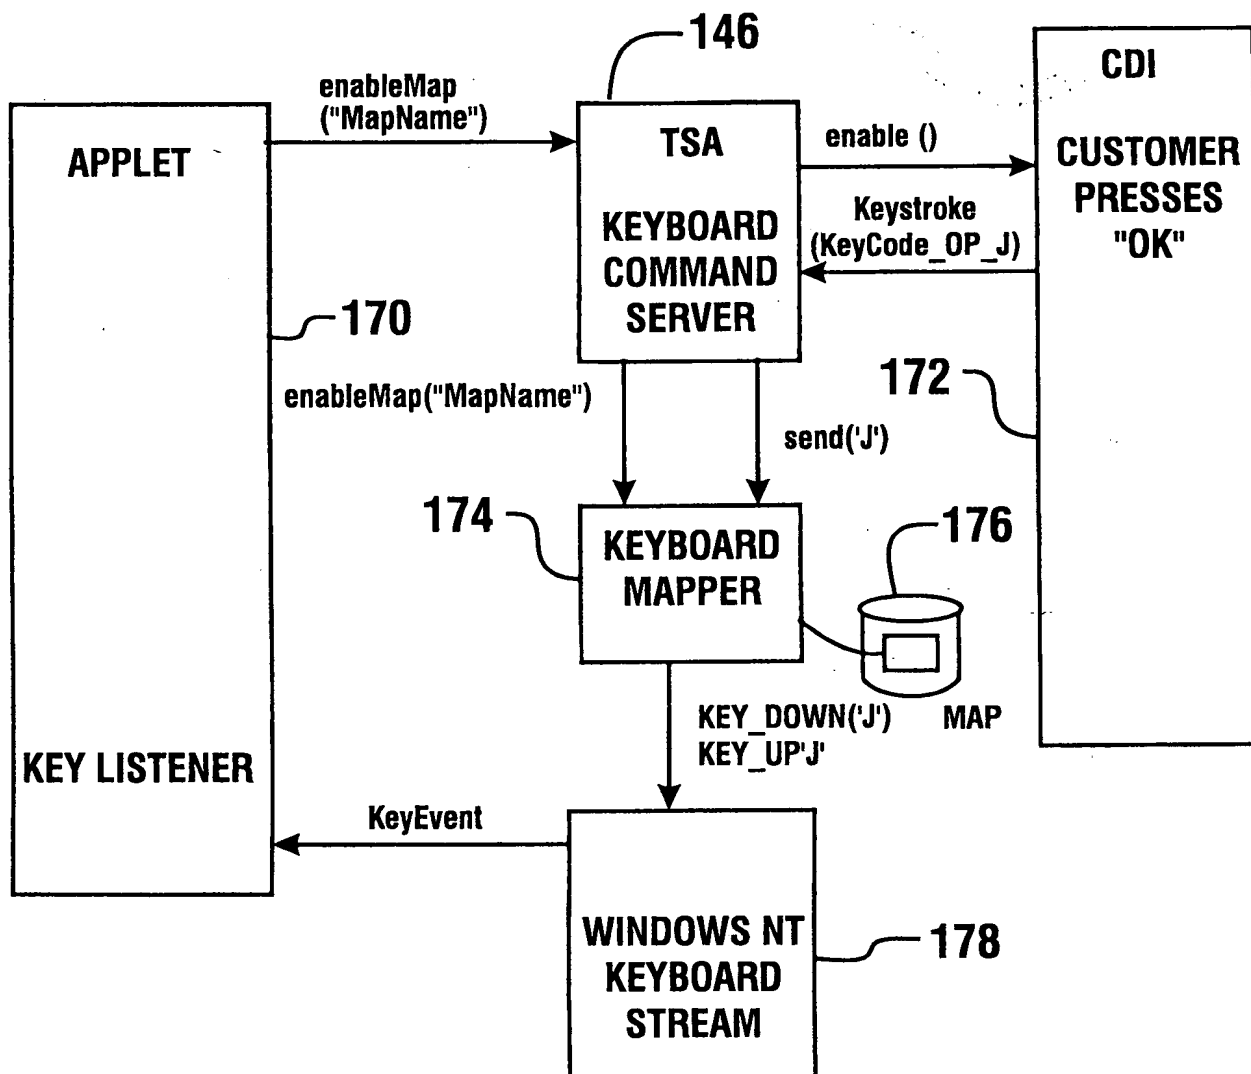 146
CDI
enableMap
("MapName")
APPLET
TSA
enable ()
CUSTOMER
PRESSES
"OK"
KEYBOARD
COMMAND
SERVER
Keystroke
(KeyCode_OP_J)
170
172
enableMap("MapName")
send('J')
174
176
KEYBOARD
MAPPER
KEY_DOWN('J')
KEY_UP'J'
MAP
KEY LISTENER
KeyEvent
WINDOWS NT
KEYBOARD
STREAM
178